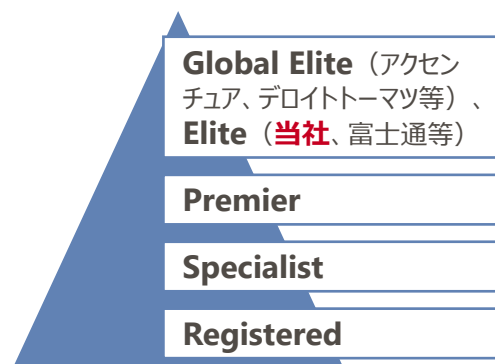 Global Elite（アクセン
チュア、デロイトトーマツ等）、
Elite（当社、富士通等）
Premier
Specialist
Registered